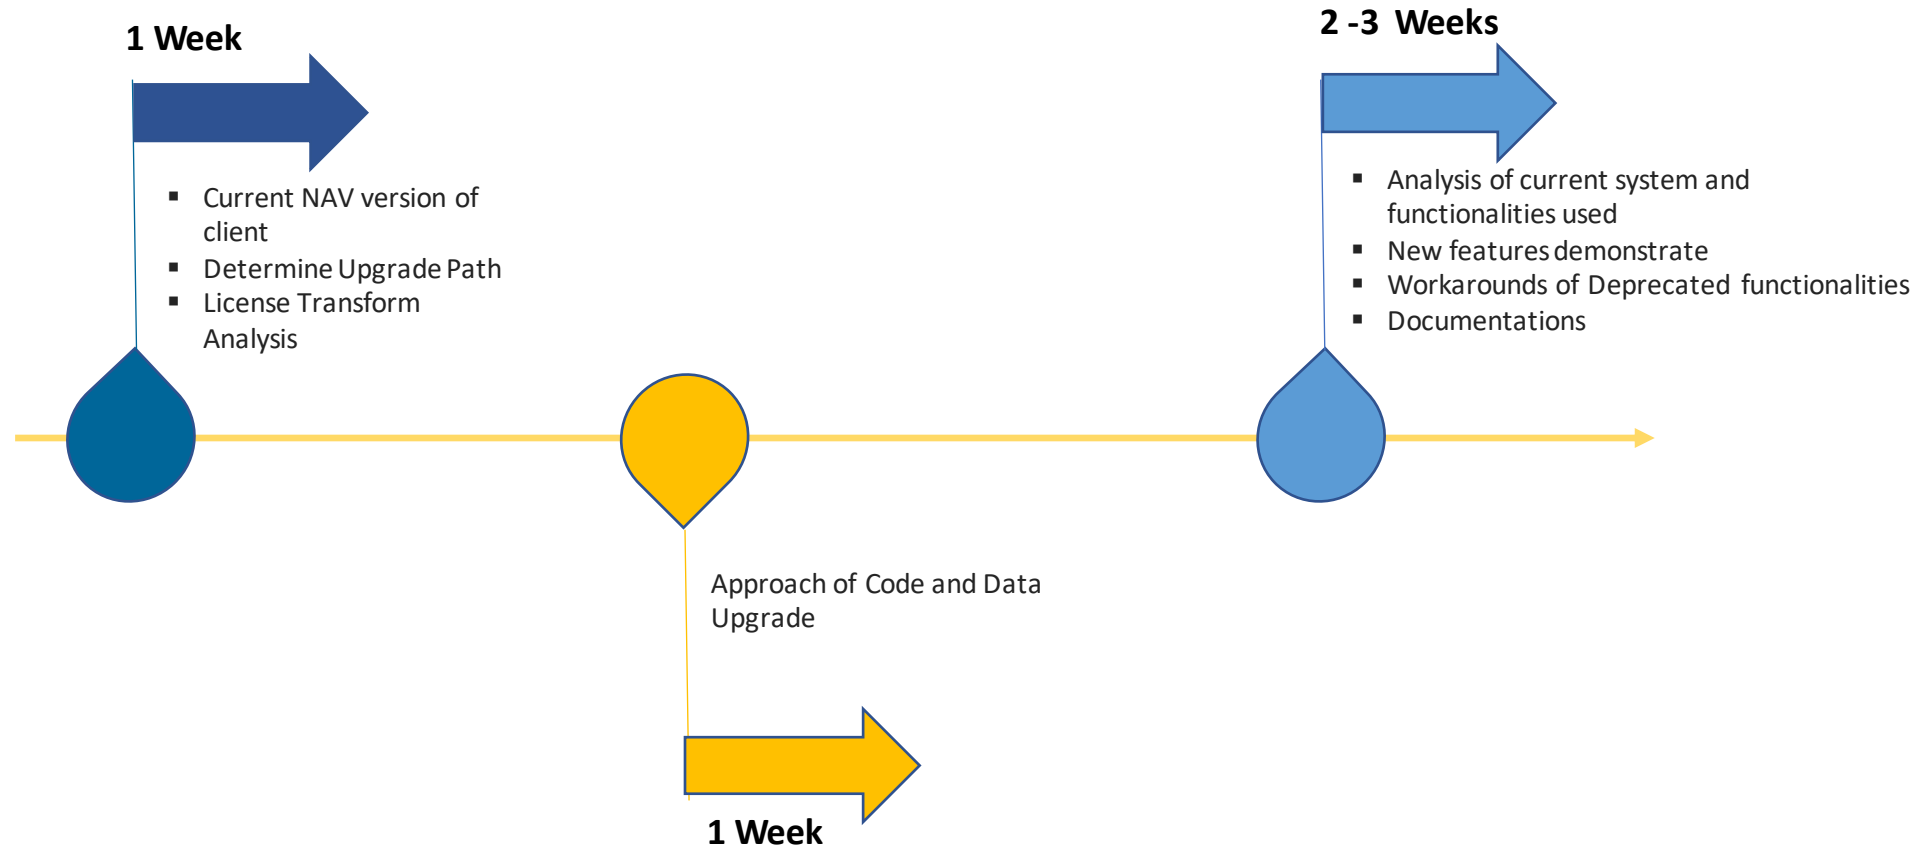 1 Week
▪ Current NAV version of
client
▪ Determine Upgrade Path
▪ License Transform
Analysis
Approach of Code and Data
Upgrade
1 Week
2 -3 Weeks
▪ Analysis of current system and
functionalities used
▪ New features demonstrate
▪ Workarounds of Deprecated functionalities
▪ Documentations